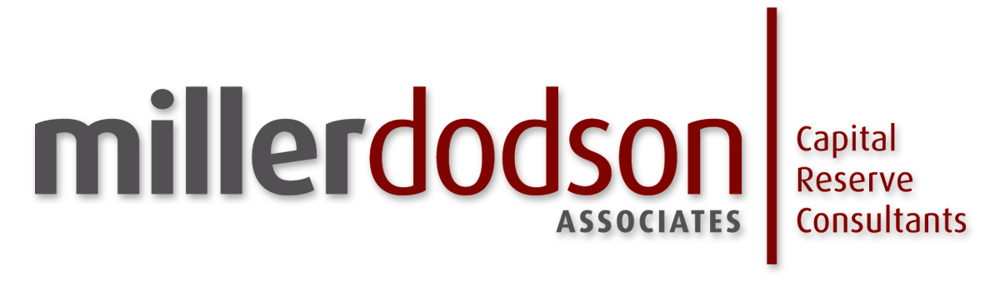 millerdodson
ASSOCIATES
Capital
Reserve
Consultants